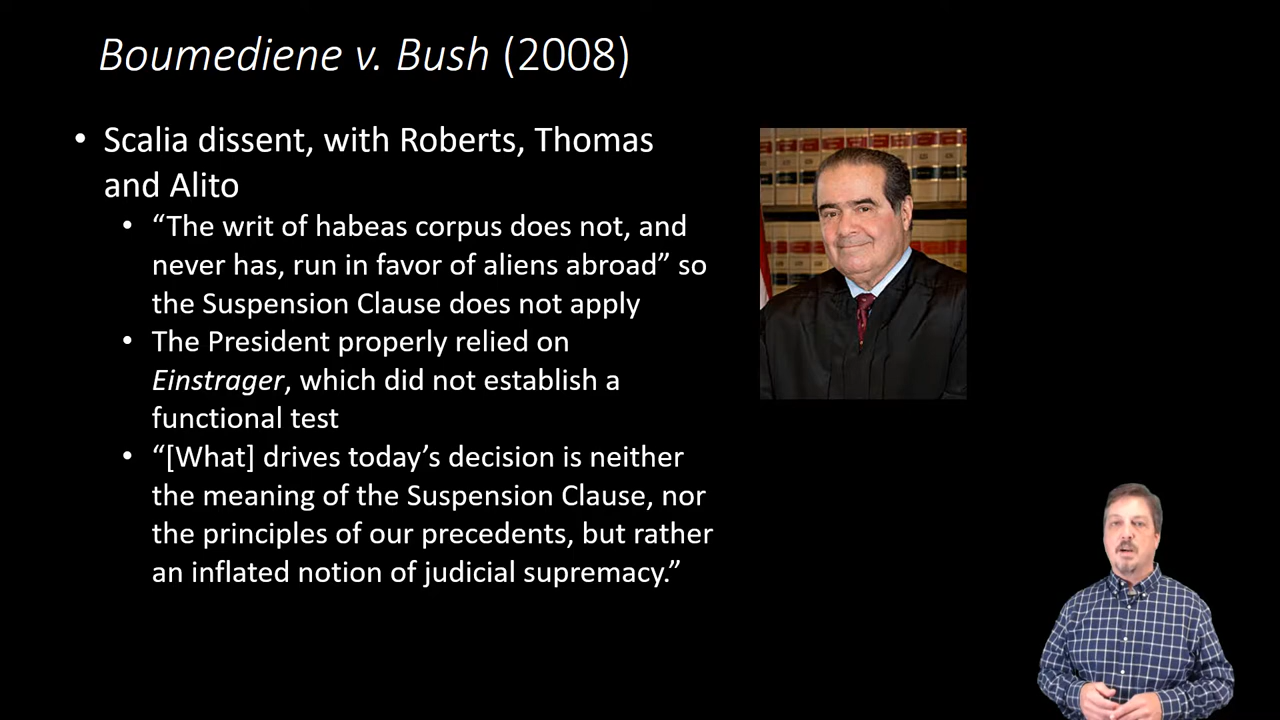 Boumediene v. Bush (2008)
• Scalia dissent, with Roberts, Thomas
and Alito
• “The writ of habeas corpus does not, and
never has, run in favor of aliens abroad” so
the Suspension Clause does not apply
• The President properly relied on
Einstrager, which did not establish a
functional test
• “[What] drives today’s decision is neither
the meaning of the Suspension Clause, nor
the principles of our precedents, but rather
an inflated notion of judicial supremacy.”